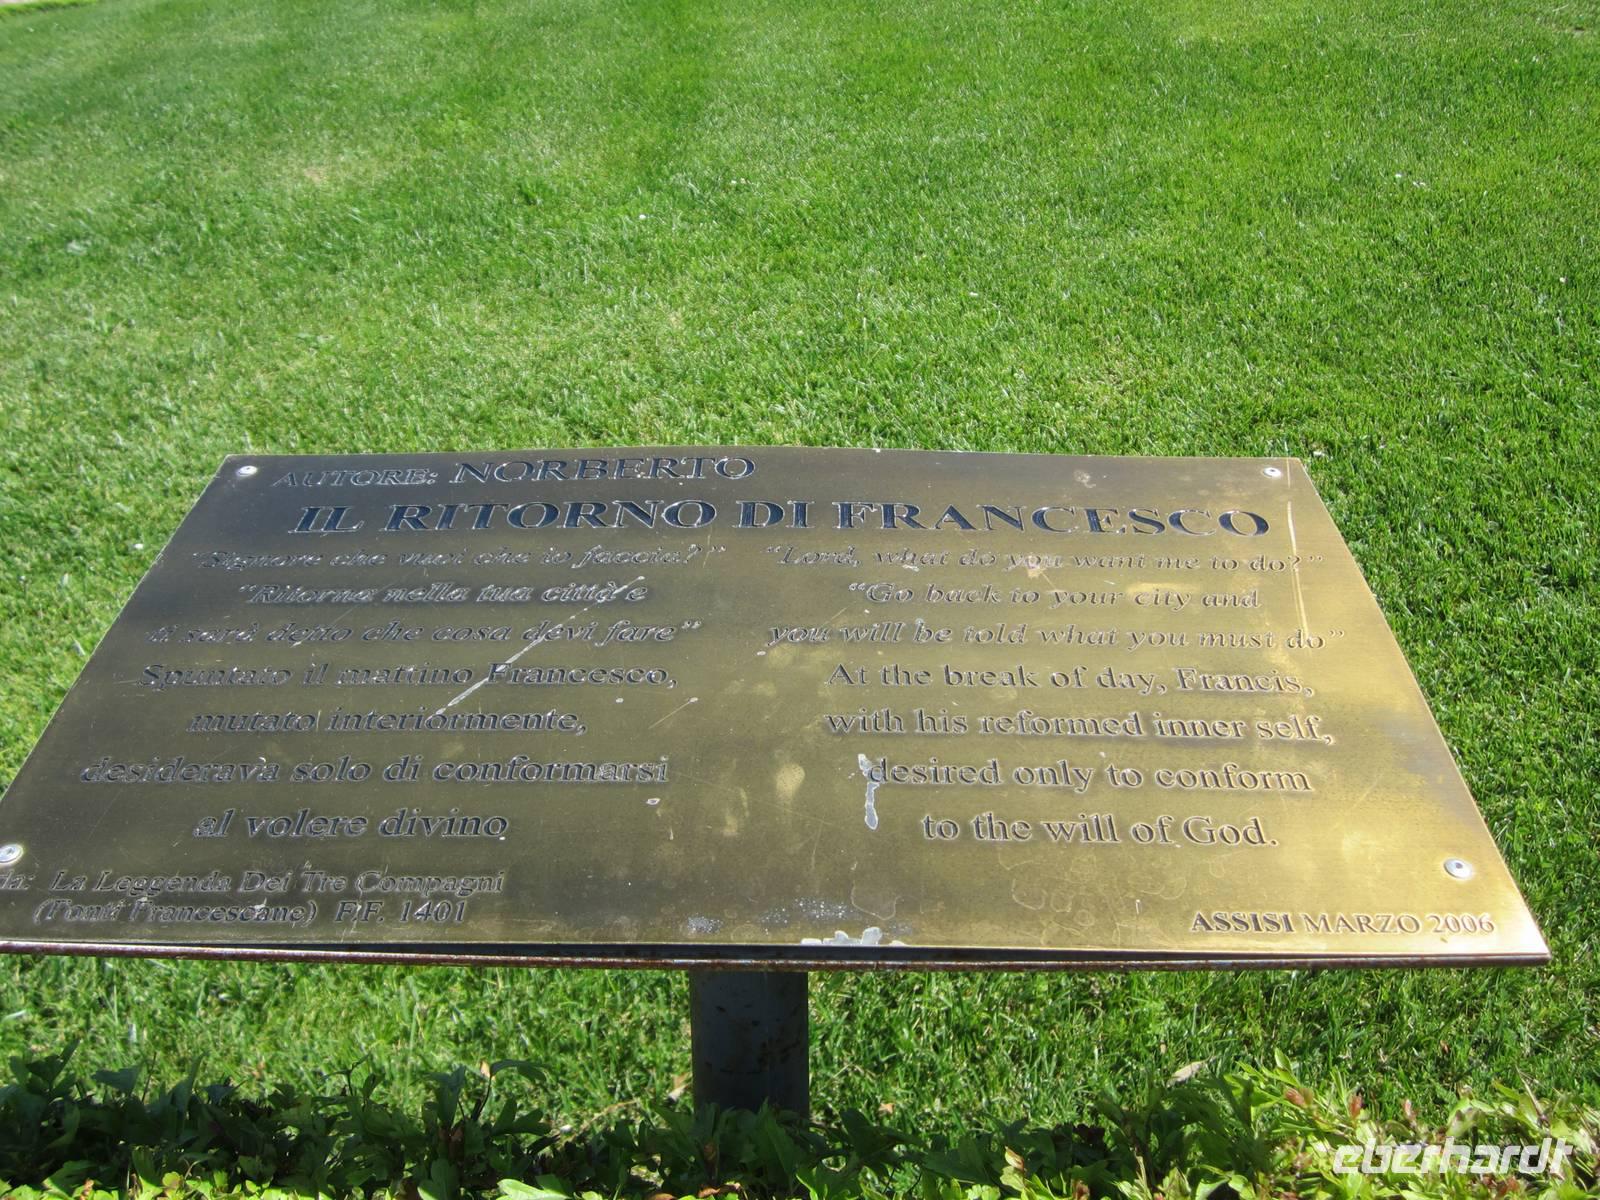 AUTORE: NORBERTO
IL RITORNO DI FRANCESCO
"Signore che vuoi che io faccia?"
"Ritorna nella tua città e
ti sarà detto che cosa devi fare"
Spuntato il mattino Francesco,
mutato interiormente,
desiderava solo di conformarsi
al volere divino
"Lord, what do you want me to do?"
"Go back to your city and
you will be told what you must do"
At the break of day, Francis,
with his reformed inner self,
desired only to conform
to the will of God.
da: La Leggenda Dei Tre Compagni
(Fonti Francescane) F.F. 1401
ASSISI MARZO 2006
eberhardt